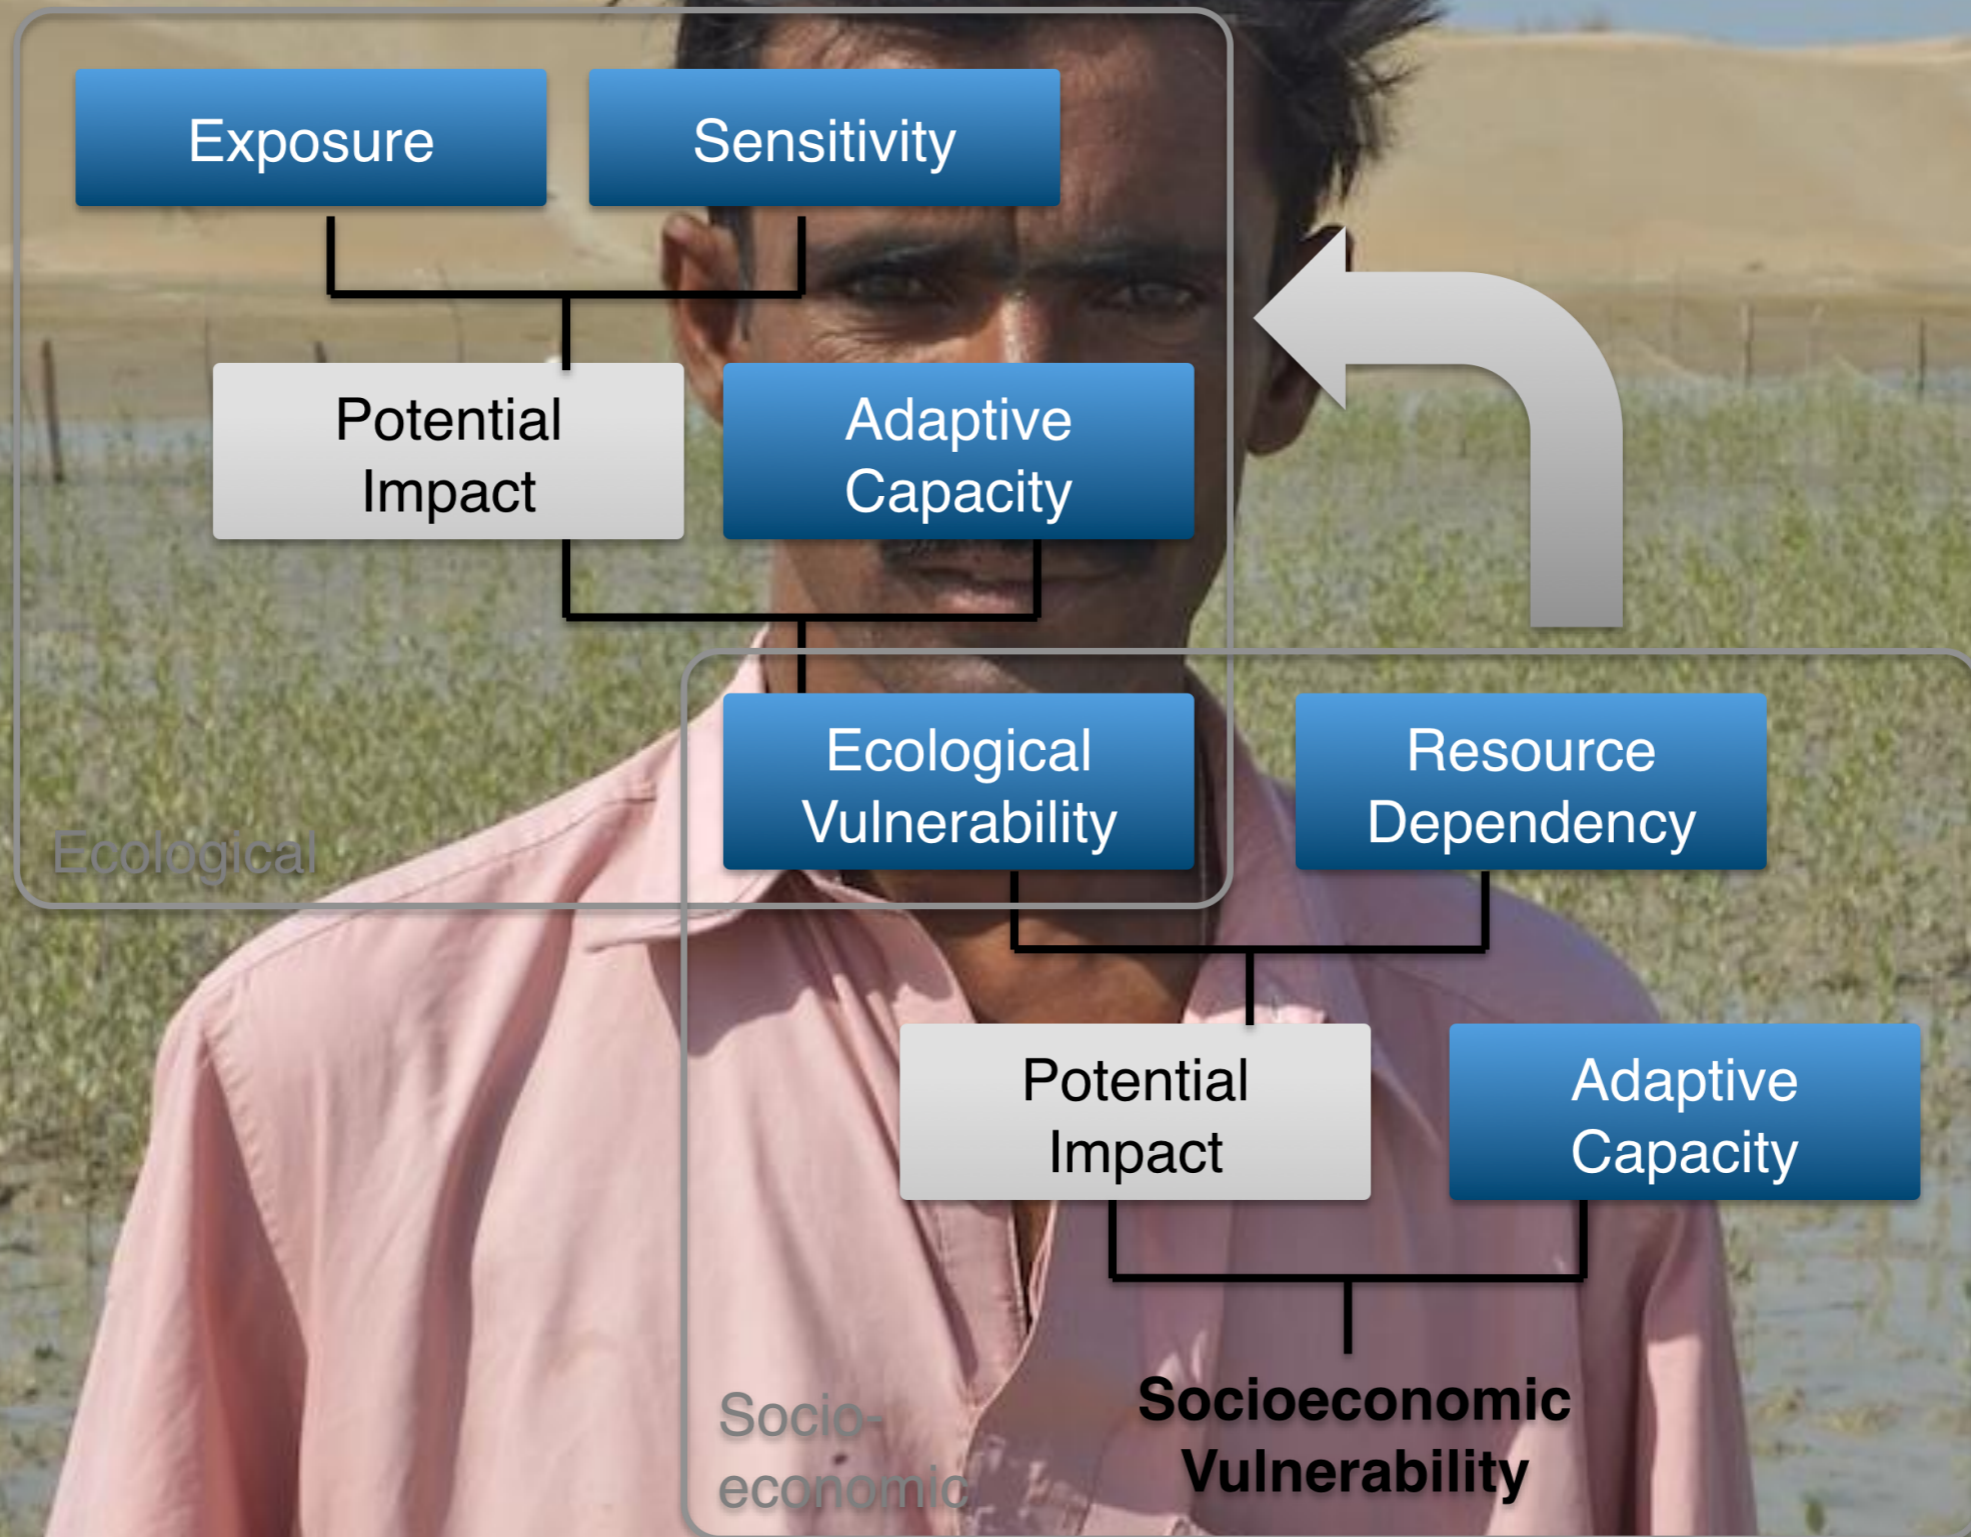 Exposure
Sensitivity
Potential
Impact
Adaptive
Capacity
Ecological
Vulnerability
Resource
Dependency
Ecological
Potential
Impact
Adaptive
Capacity
Socio-
economic
Socioeconomic
Vulnerability